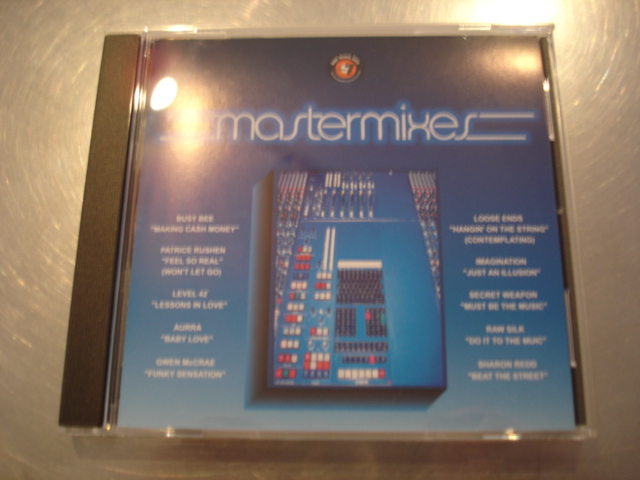 mastermixes
BUSY BEE
"MAKING CASH MONEY"
PATRICE RUSHEN
"FEEL SO REAL"
(WON'T LET GO)
LEVEL 42
"LESSONS IN LOVE"
AURRA
"BABY LOVE"
GWEN McCRAE
"FUNKY SENSATION"
LOOSE ENDS
"HANGIN' ON THE STRING"
(CONTEMPLATING)
IMAGINATION
"JUST AN ILLUSION"
SECRET WEAPON
"MUST BE THE MUSIC"
RAW SILK
"DO IT TO THE MUIC"
SHARON REDD
"BEAT THE STREET"